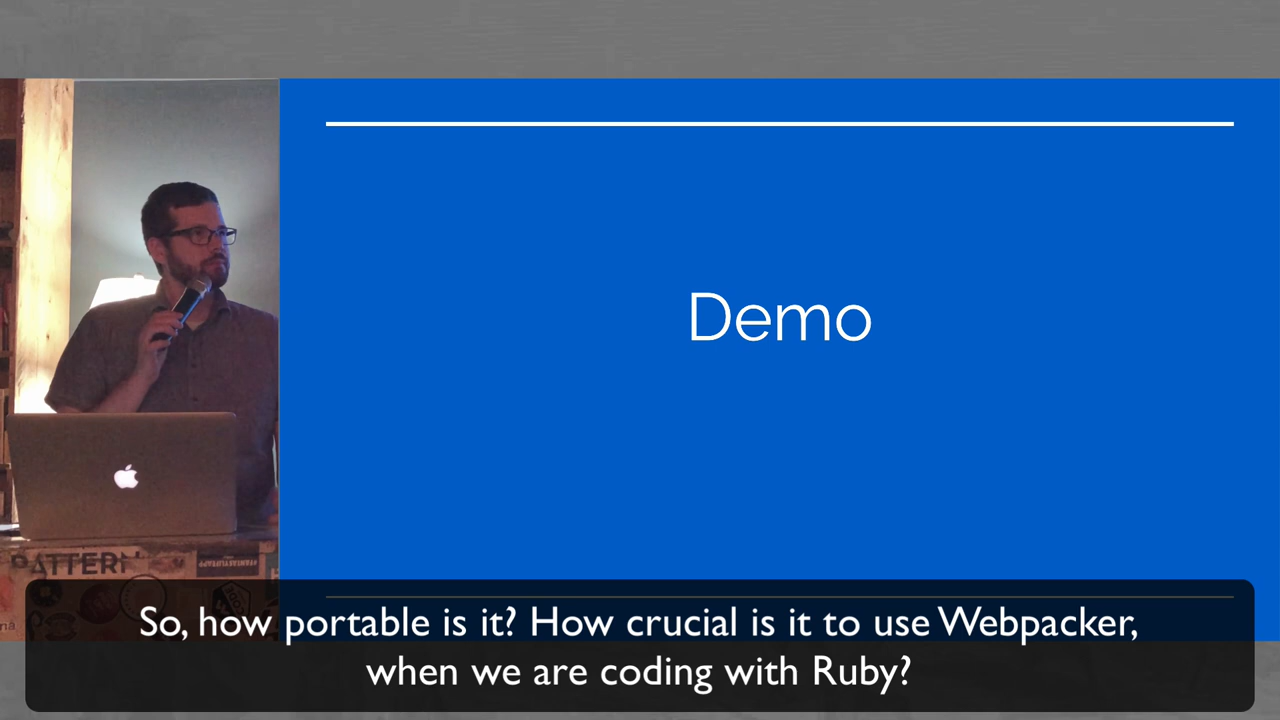 Demo
PATTERN
So, how portable is it? How crucial is it to use Webpacker,
when we are coding with Ruby?